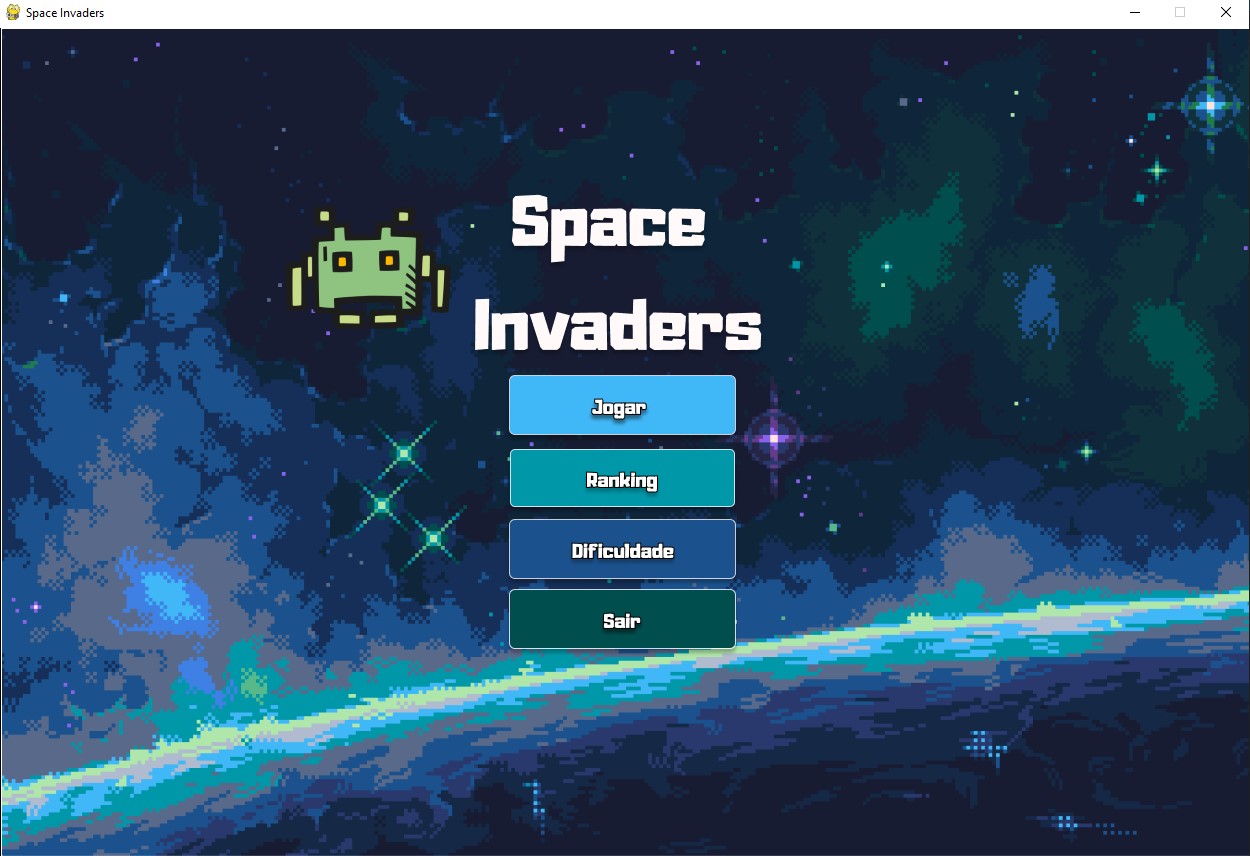 Space Invaders
Space
Invaders
Jogar
Ranking
Dificuldade
Sair